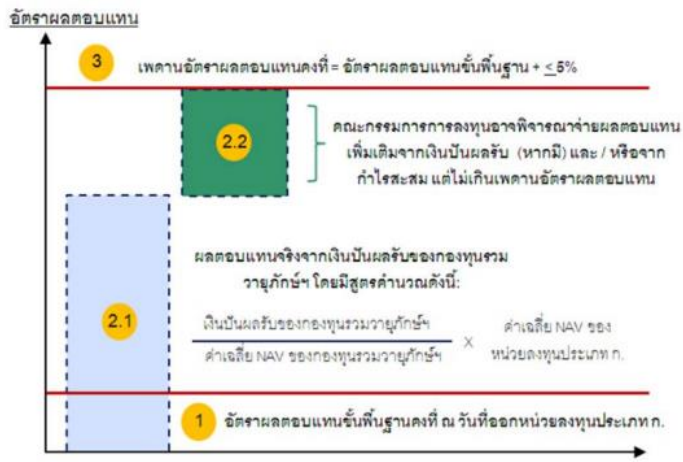 อัตราผลตอบแทน
3 เพดานอัตราผลตอบแทนคงที่ = อัตราผลตอบแทนขั้นพื้นฐาน + <5%
2.2
คณะกรรมการการลงทุนอาจพิจารณาจ่ายผลตอบแทน
เพิ่มเติมจากเงินปันผลรับ (หากมี) และ / หรือจาก
กำไรสะสม แต่ไม่เกินเพดานอัตราผลตอบแทน
ผลตอบแทนจริงจากเงินปันผลรับของกองทุนรวม
วายุภักษ์ฯ โดยมีสูตรคำนวณดังนี้:
2.1
เงินปันผลรับของกองทุนรวมวายุภักษ์ฯ
ค่าเฉลี่ย NAV ของกองทุนรวมวายุภักษ์ฯ
X
ค่าเฉลี่ย NAV ของ
หน่วยลงทุนประเภท ก.
1 อัตราผลตอบแทนขั้นพื้นฐานคงที่ ณ วันที่ออกหน่วยลงทุนประเภท ก.